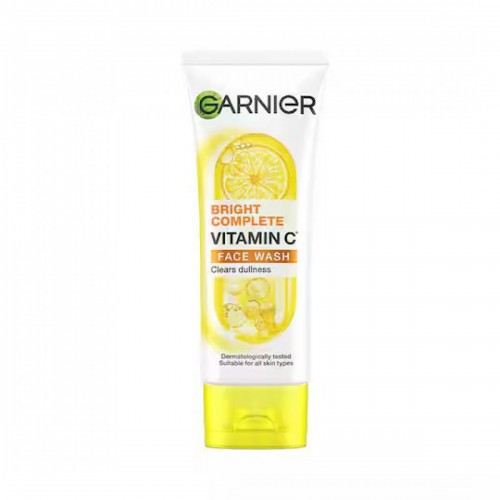 GARNIER
BRIGHT
COMPLETE
VITAMIN C*
FACE WASH
Clears dullness
Dermatologically tested
Suitable for all skin types